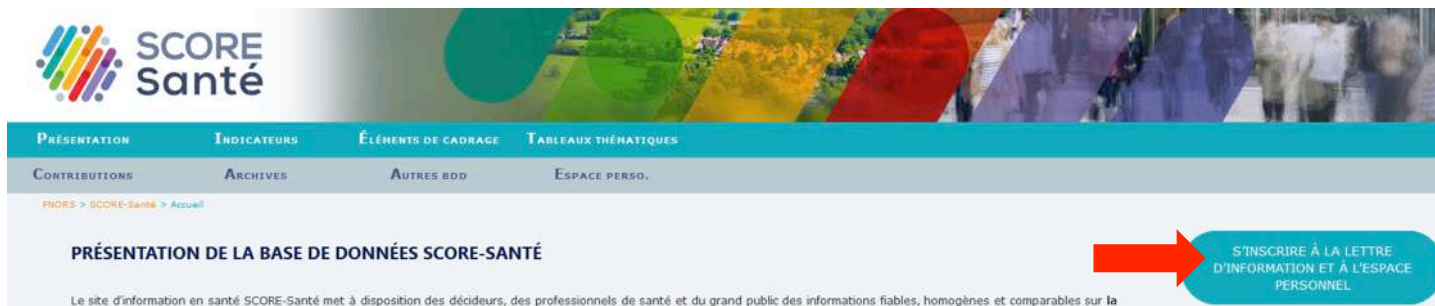 SCORE
Santé
PRÉSENTATION INDICATEURS ÉLÉMENTS DE CADRAGE TABLEAUX THÉMATIQUES
CONTRIBUTIONS ARCHIVES AUTRES BDD ESPACE PERSO.
FNORS > SCORE-Santé > Accueil
PRÉSENTATION DE LA BASE DE DONNÉES SCORE-SANTÉ
S'INSCRIRE À LA LETTRE
D'INFORMATION ET À L'ESPACE
PERSONNEL
Le site d'information en santé SCORE-Santé met à disposition des décideurs, des professionnels de santé et du grand public des informations fiables, homogènes et comparables sur la